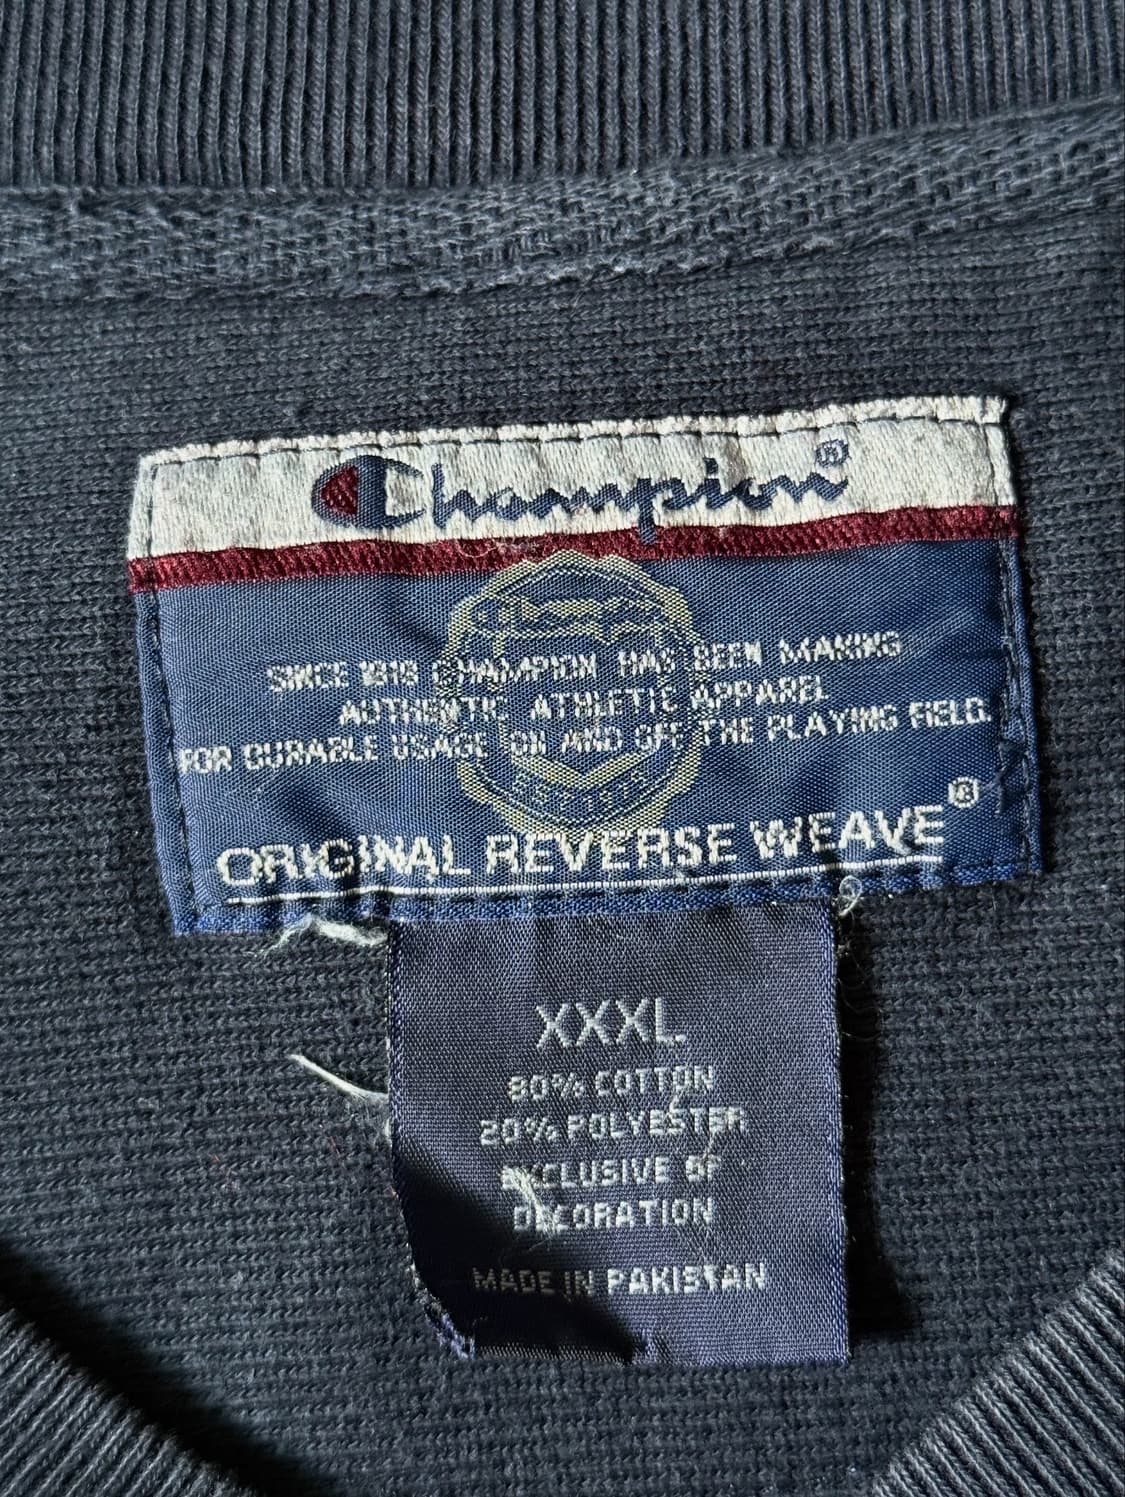 Champion®
SINCE 1919 CHAMPION HAS BEEN MAKING
AUTHENTIC ATHLETIC APPAREL
FOR DURABLE USAGE ON AND OFF THE PLAYING FIELD.
ORIGINAL REVERSE WEAVE®
XXXL
80% COTTON
20% POLYESTER
EXCLUSIVE OF
DECORATION
MADE IN PAKISTAN